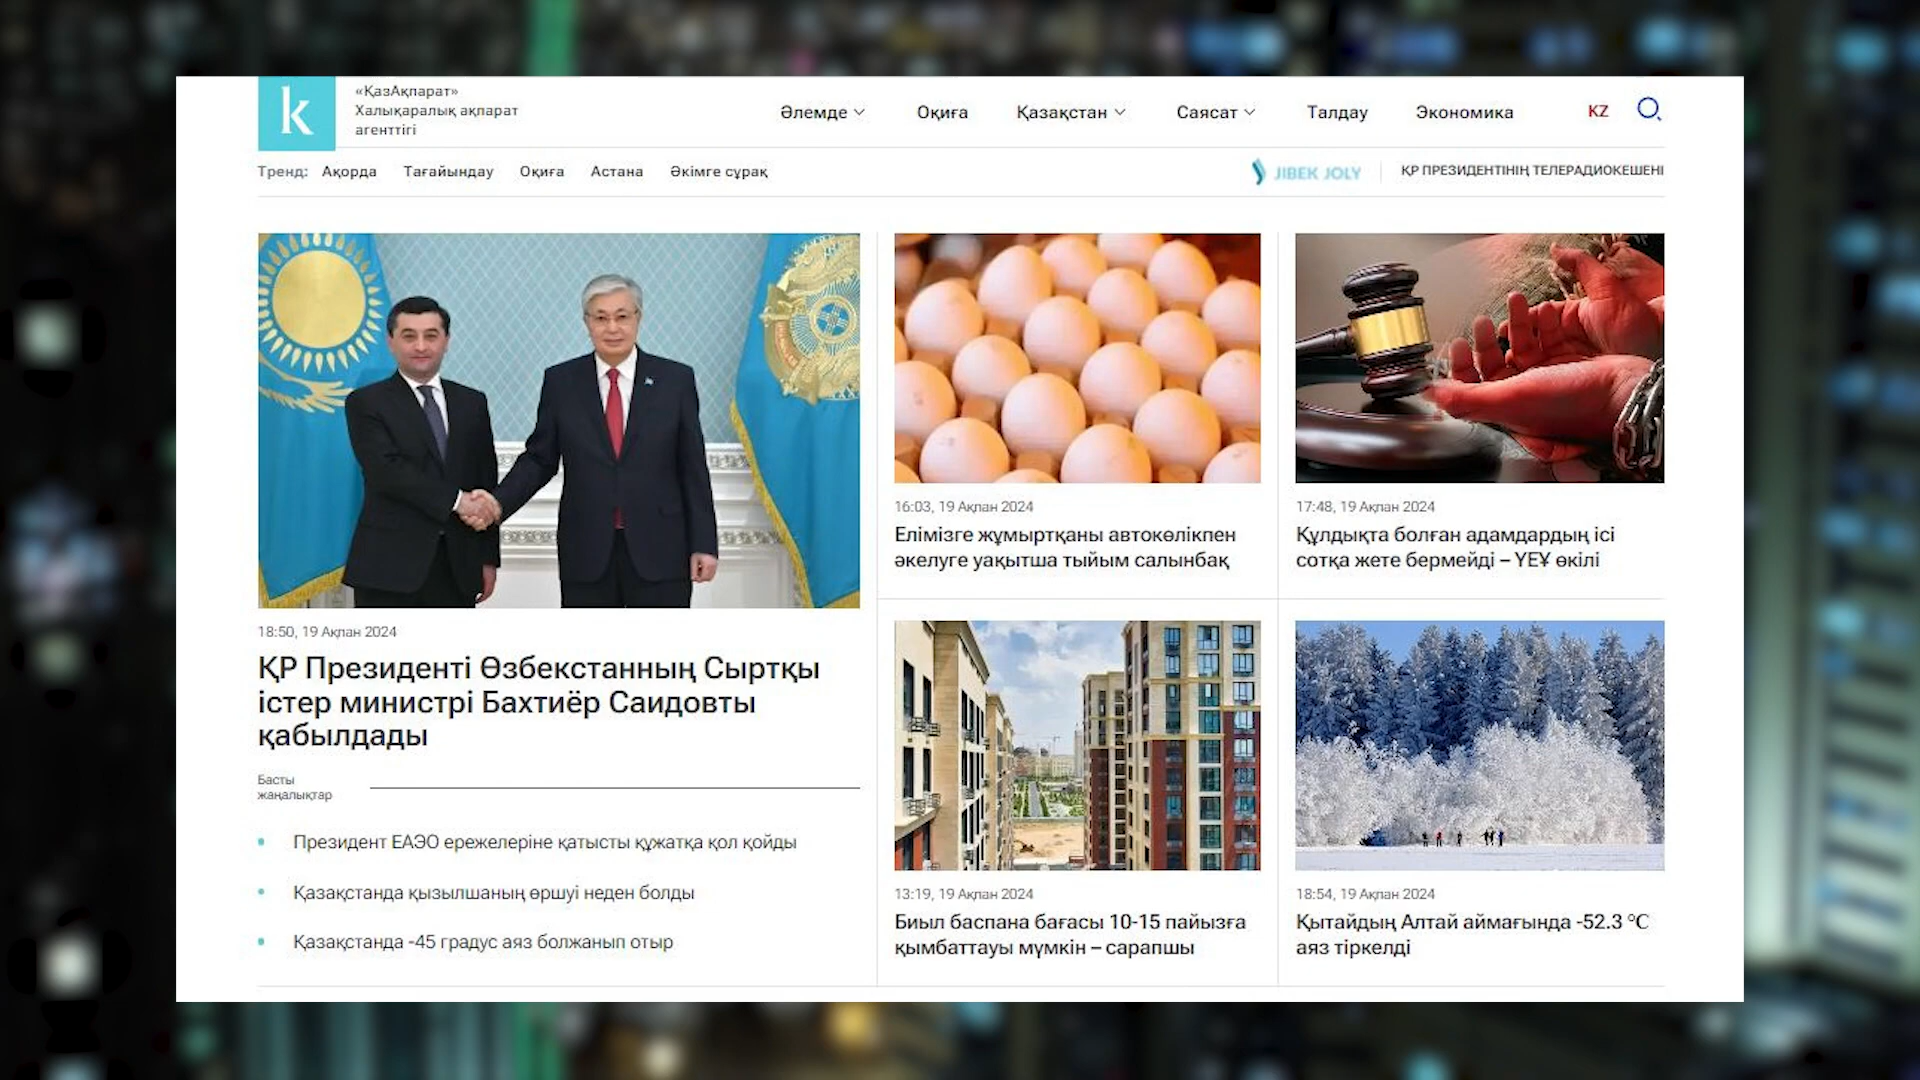 k
«ҚазАқпарат»
Халықаралық ақпарат
агенттігі
Әлемде
Оқиға
Қазақстан
Саясат
Талдау
Экономика
KZ
Тренд: Ақорда Тағайындау Оқиға Астана Әкімге сұрақ
JIBEK JOLY
ҚР ПРЕЗИДЕНТІНІҢ ТЕЛЕРАДИОКЕШЕНІ
18:50, 19 Ақпан 2024
ҚР Президенті Өзбекстанның Сыртқы
істер министрі Бахтиёр Саидовты
қабылдады
Басты
жаңалықтар
Президент ЕАЭО ережелеріне қатысты құжатқа қол қойды
Қазақстанда қызылшаның өршуі неден болды
Қазақстанда -45 градус аяз болжанып отыр
16:03, 19 Ақпан 2024
Елімізге жұмыртқаны автокөлікпен
әкелуге уақытша тыйым салынбақ
17:48, 19 Ақпан 2024
Құлдықта болған адамдардың ісі
сотқа жете бермейді – ҮЕҰ өкілі
13:19, 19 Ақпан 2024
Биыл баспана бағасы 10-15 пайызға
қымбаттауы мүмкін – сарапшы
18:54, 19 Ақпан 2024
Қытайдың Алтай аймағында -52.3 °C
аяз тіркелді